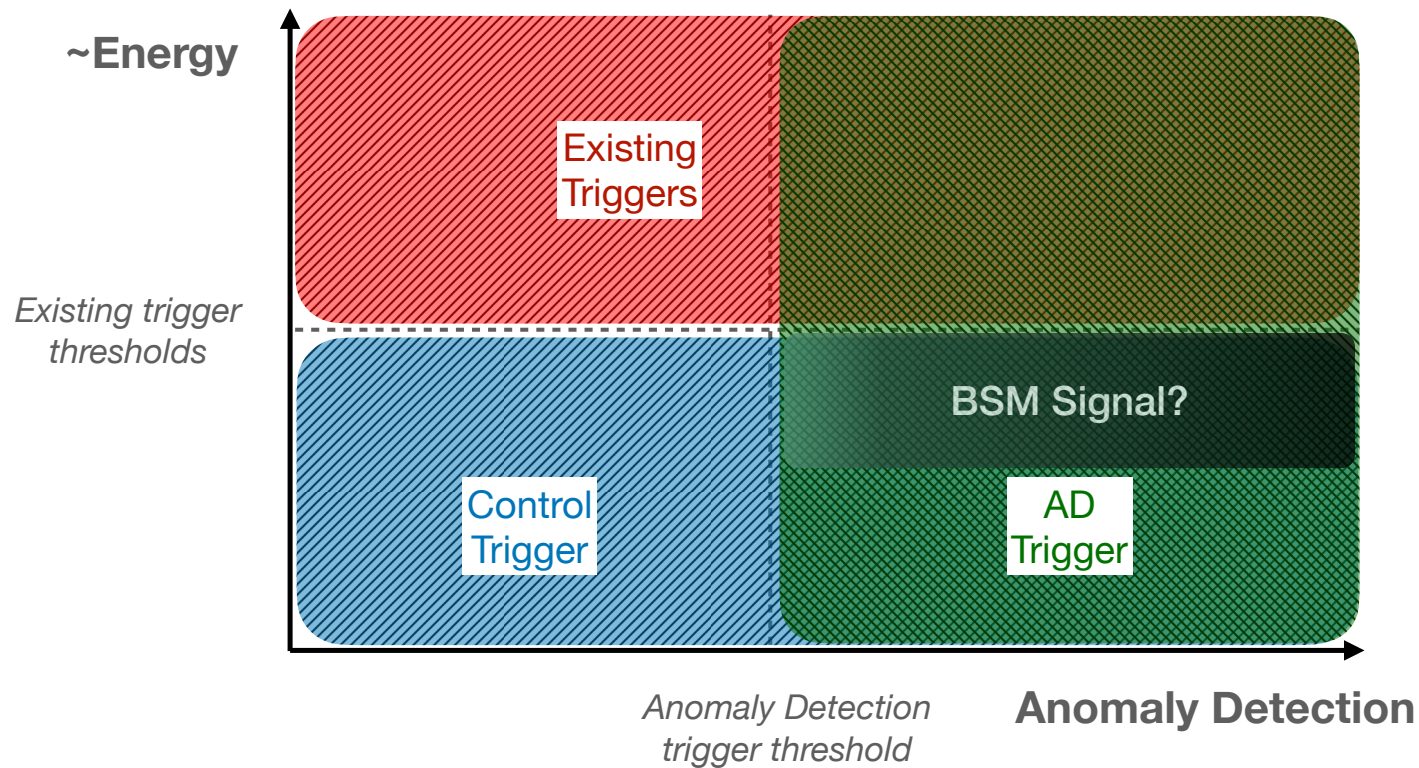 ~Energy
Existing
Triggers
Existing trigger
thresholds
BSM Signal?
Control
Trigger
AD
Trigger
Anomaly Detection
trigger threshold
Anomaly Detection